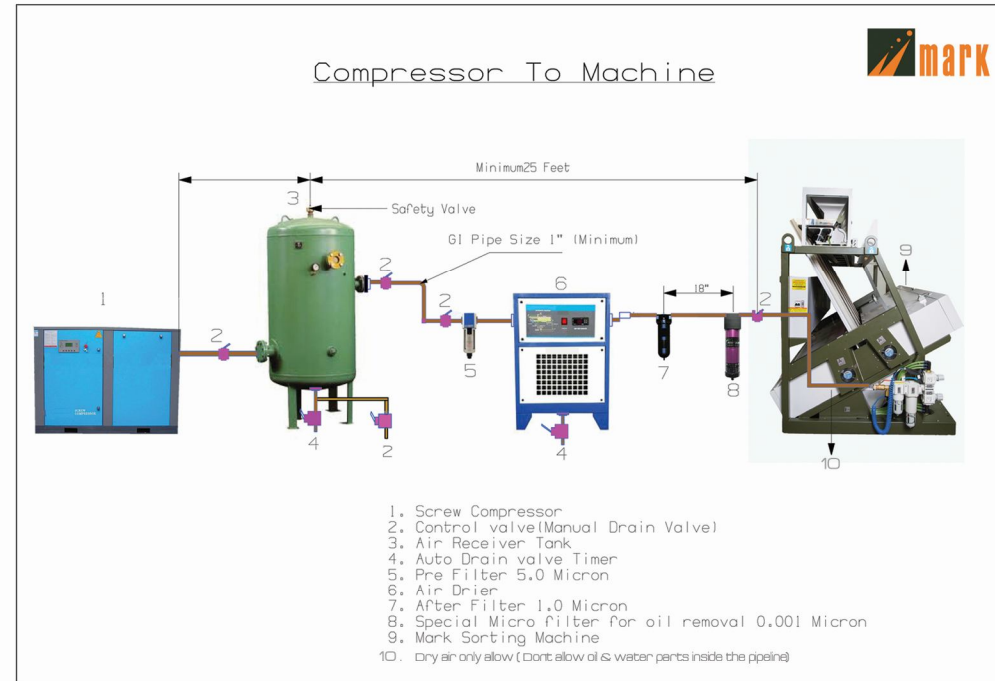 mark
Compressor To Machine
Minimum25 Feet
3
Safety Valve
GI Pipe Size 1" (Minimum)
9
1
2
6
18"
2
2
2
5
7
8
4
2
4
10
1. Screw Compressor
2. Control valve(Manual Drain Valve)
3. Air Receiver Tank
4. Auto Drain valve Timer
5. Pre Filter 5.0 Micron
6. Air Drier
7. After Filter 1.0 Micron
8. Special Micro filter for oil removal 0.001 Micron
9. Mark Sorting Machine
10. Dry air only allow ( Dont allow oil & water parts inside the pipeline)